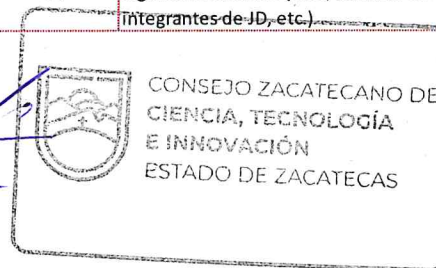 integrantes de JD, etc.)
CONSEJO ZACATECANO DE
CIENCIA, TECNOLOGÍA
E INNOVACIÓN
ESTADO DE ZACATECAS